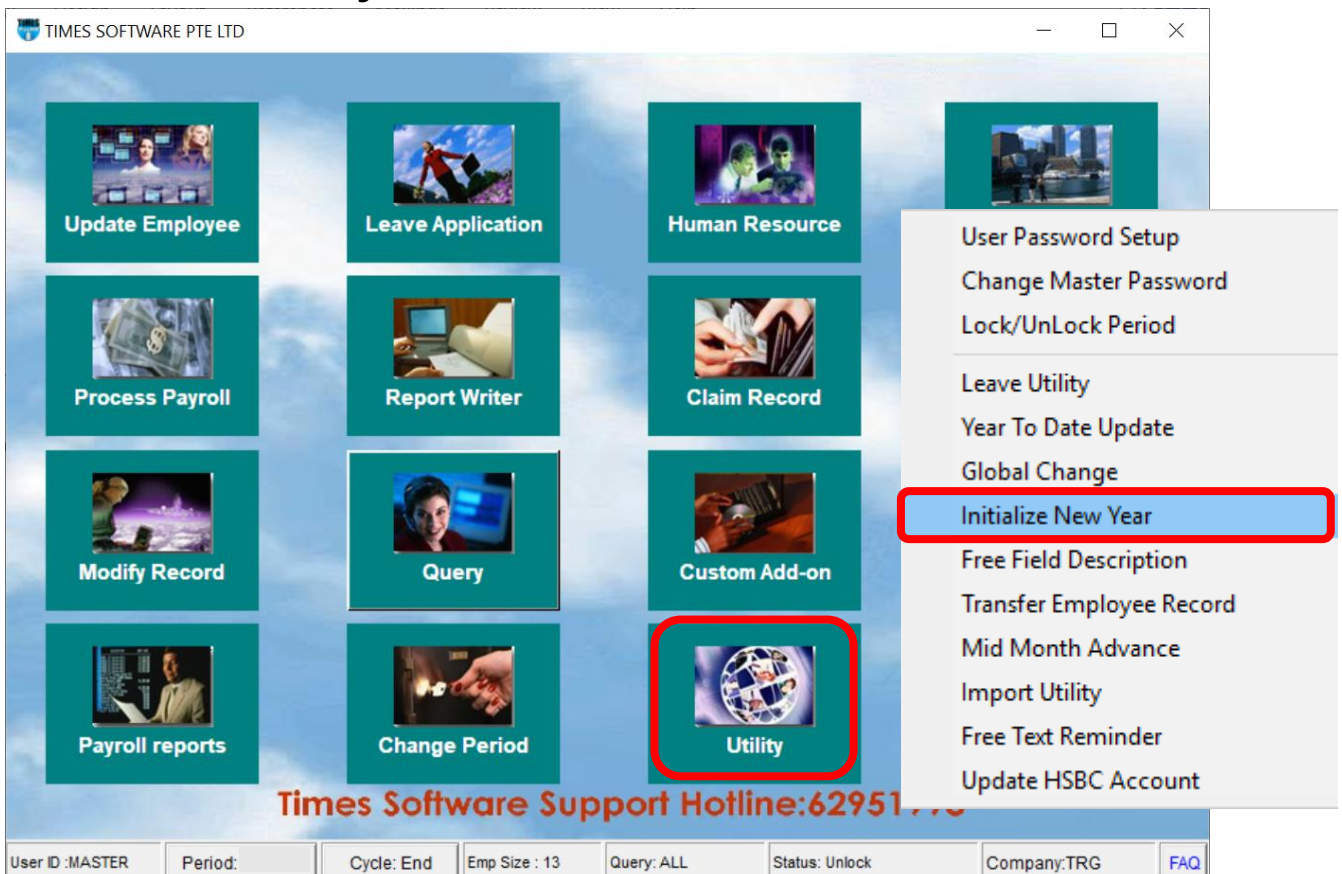 TIMES SOFTWARE PTE LTD
Update Employee
Leave Application
Human Resource
Process Payroll
Report Writer
Claim Record
Modify Record
Query
Custom Add-on
Payroll reports
Change Period
Utility
User Password Setup
Change Master Password
Lock/UnLock Period
Leave Utility
Year To Date Update
Global Change
Initialize New Year
Free Field Description
Transfer Employee Record
Mid Month Advance
Import Utility
Free Text Reminder
Update HSBC Account
Times Software Support Hotline:62951998
User ID :MASTER
Period:
Cycle: End
Emp Size : 13
Query: ALL
Status: Unlock
Company:TRG
FAQ